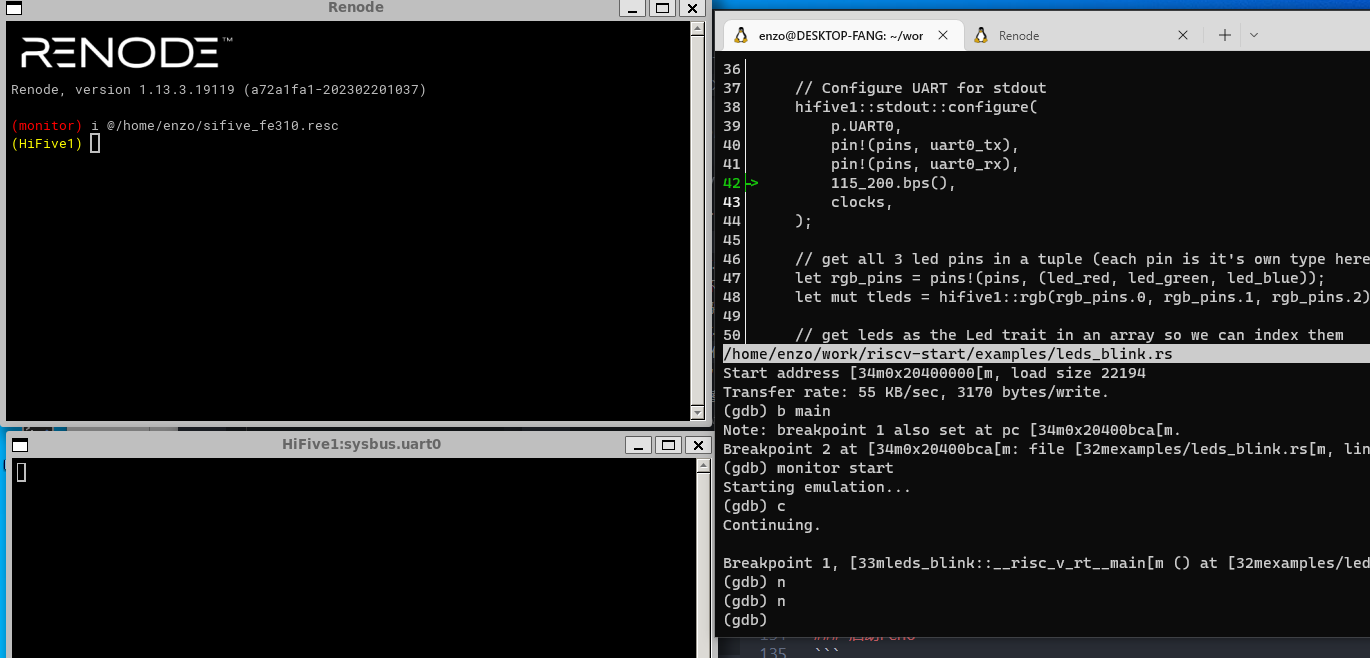 Renode
RENODE™
Renode, version 1.13.3.19119 (a72a1fa1-202302201037)
(monitor) i @/home/enzo/sifive_fe310.resc
(HiFive1)
HiFive1:sysbus.uart0
enzo@DESKTOP-FANG: ~/wor
Renode
36
37 // Configure UART for stdout
38 hifive1::stdout::configure(
39 p.UART0,
40 pin!(pins, uart0_tx),
41 pin!(pins, uart0_rx),
42-> 115_200.bps(),
43 clocks,
44 );
45
46 // get all 3 led pins in a tuple (each pin is it's own type here
47 let rgb_pins = pins!(pins, (led_red, led_green, led_blue));
48 let mut tleds = hifive1::rgb(rgb_pins.0, rgb_pins.1, rgb_pins.2)
49
50 // get leds as the Led trait in an array so we can index them
/home/enzo/work/riscv-start/examples/leds_blink.rs
Start address [34m0x20400000[m, load size 22194
Transfer rate: 55 KB/sec, 3170 bytes/write.
(gdb) b main
Note: breakpoint 1 also set at pc [34m0x20400bca[m.
Breakpoint 2 at [34m0x20400bca[m: file [32mexamples/leds_blink.rs[m, lin
(gdb) monitor start
Starting emulation...
(gdb) c
Continuing.
Breakpoint 1, [33mleds_blink::__risc_v_rt__main[m () at [32mexamples/led
(gdb) n
(gdb) n
(gdb)
135 ```